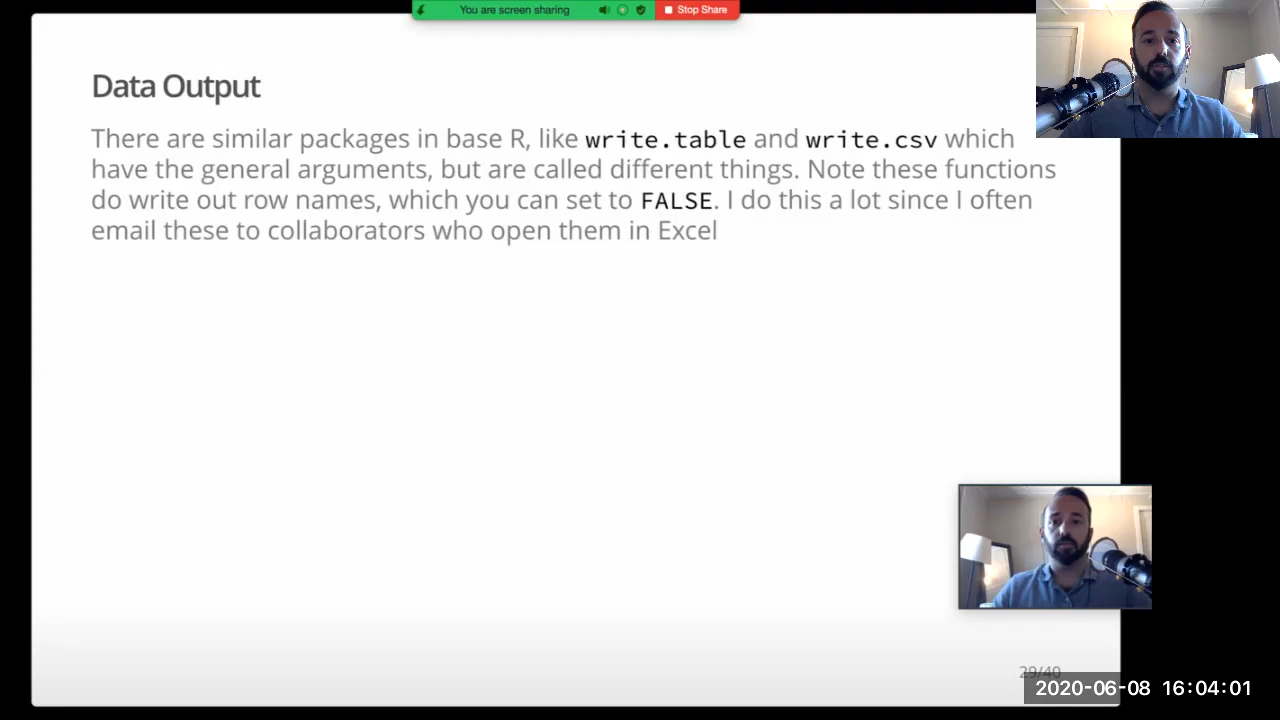 You are screen sharing
Stop Share
Data Output
There are similar packages in base R, like write.table and write.csv which
have the general arguments, but are called different things. Note these functions
do write out row names, which you can set to FALSE. I do this a lot since I often
email these to collaborators who open them in Excel
29/40
2020-06-08 16:04:01